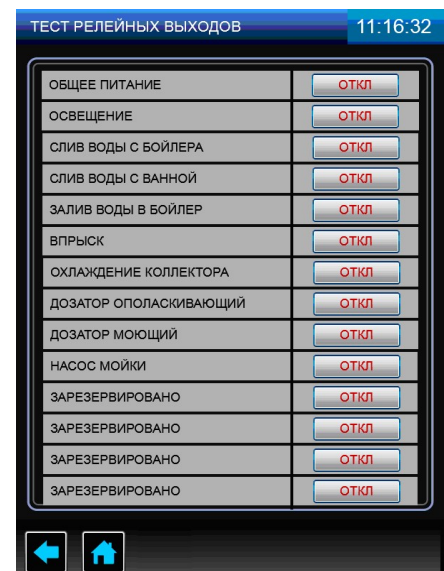 ТЕСТ РЕЛЕЙНЫХ ВЫХОДОВ 11:16:32
ОБЩЕЕ ПИТАНИЕ ОТКЛ
ОСВЕЩЕНИЕ ОТКЛ
СЛИВ ВОДЫ С БОЙЛЕРА ОТКЛ
СЛИВ ВОДЫ С ВАННОЙ ОТКЛ
ЗАЛИВ ВОДЫ В БОЙЛЕР ОТКЛ
ВПРЫСК ОТКЛ
ОХЛАЖДЕНИЕ КОЛЛЕКТОРА ОТКЛ
ДОЗАТОР ОПОЛАСКИВАЮЩИЙ ОТКЛ
ДОЗАТОР МОЮЩИЙ ОТКЛ
НАСОС МОЙКИ ОТКЛ
ЗАРЕЗЕРВИРОВАНО ОТКЛ
ЗАРЕЗЕРВИРОВАНО ОТКЛ
ЗАРЕЗЕРВИРОВАНО ОТКЛ
ЗАРЕЗЕРВИРОВАНО ОТКЛ